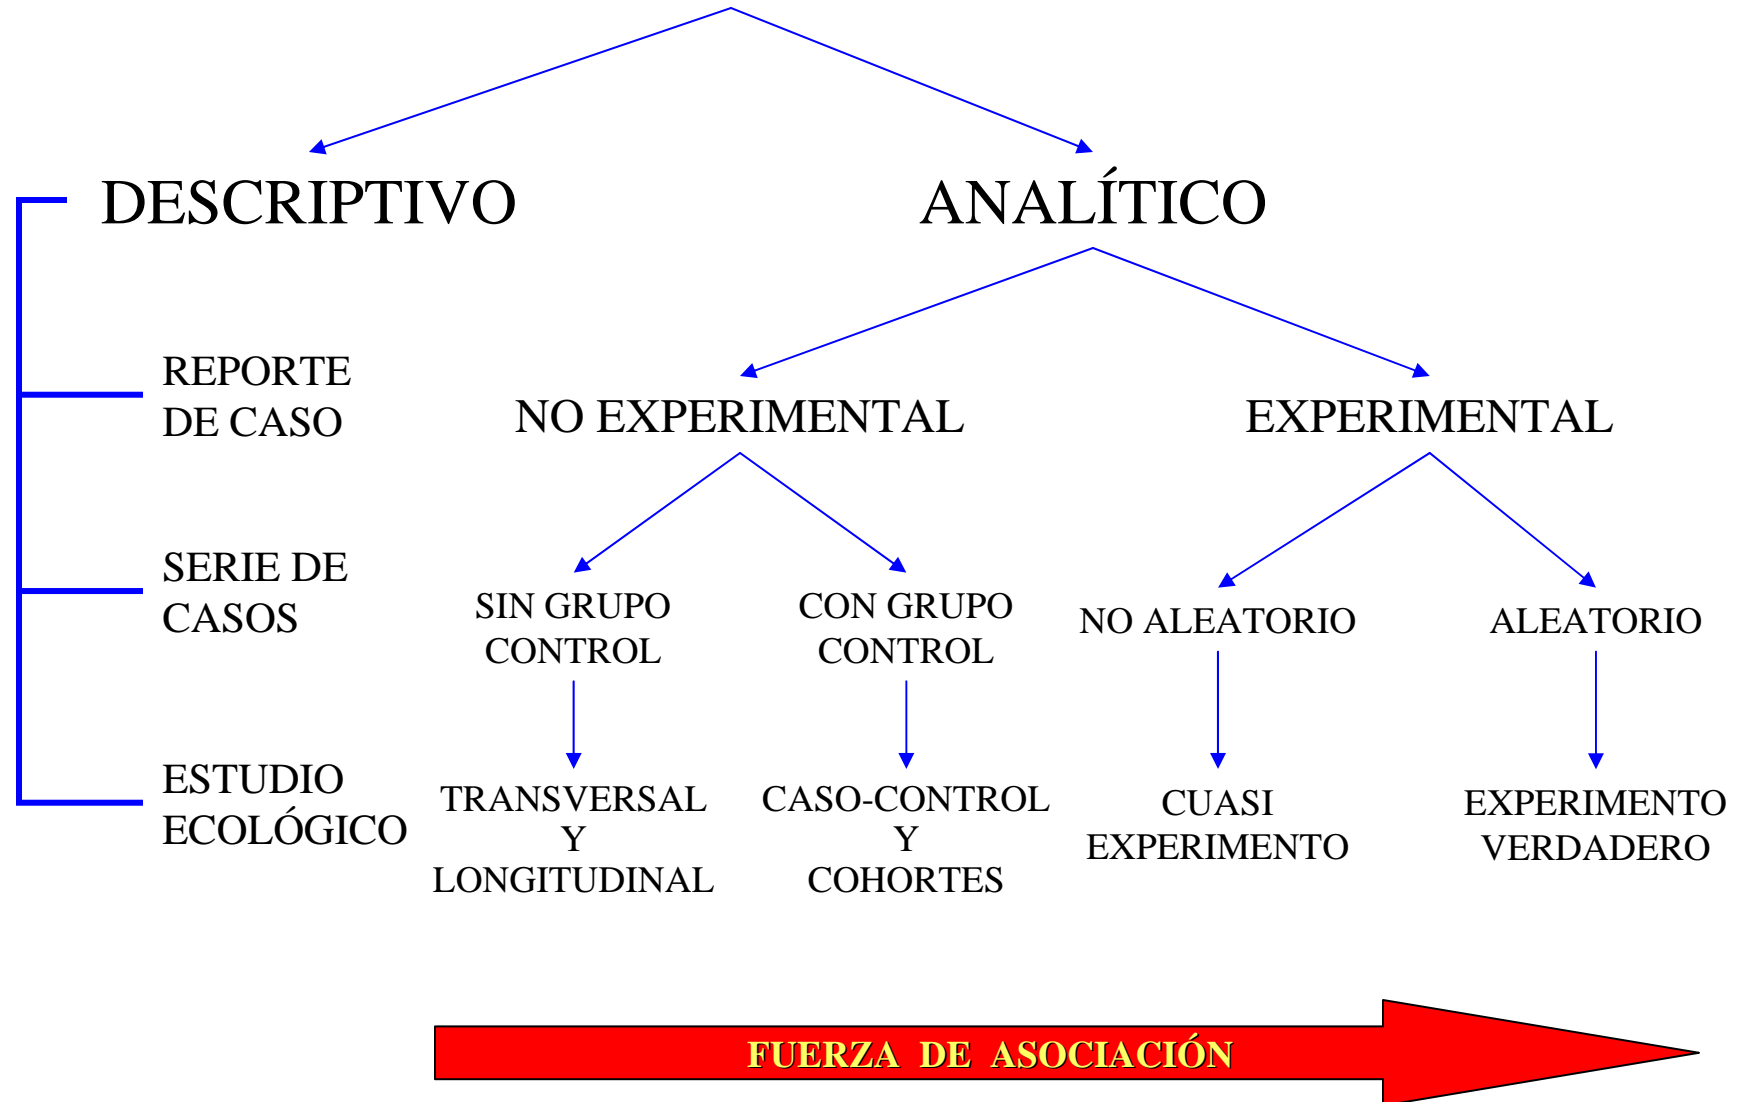 DESCRIPTIVO
ANALÍTICO
REPORTE
DE CASO
NO EXPERIMENTAL
EXPERIMENTAL
SERIE DE
CASOS
SIN GRUPO
CONTROL
CON GRUPO
CONTROL
NO ALEATORIO
ALEATORIO
ESTUDIO
ECOLÓGICO
TRANSVERSAL
Y
LONGITUDINAL
CASO-CONTROL
Y
COHORTES
CUASI
EXPERIMENTO
EXPERIMENTO
VERDADERO
FUERZA DE ASOCIACIÓN